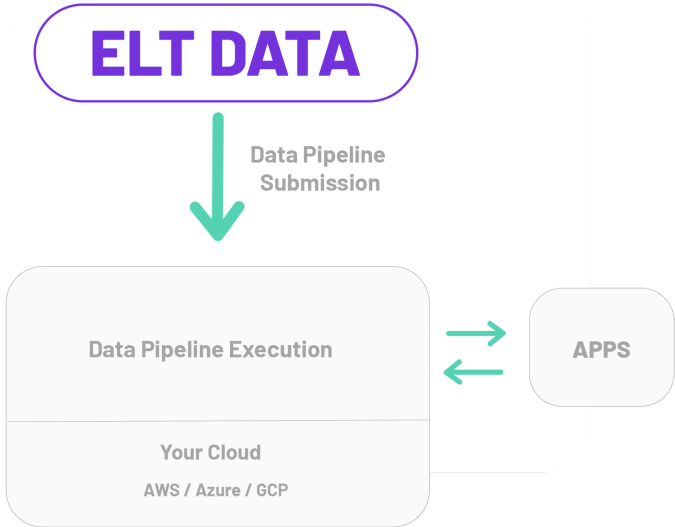 ELT DATA
Data Pipeline
Submission
Data Pipeline Execution
APPS
Your Cloud
AWS / Azure / GCP